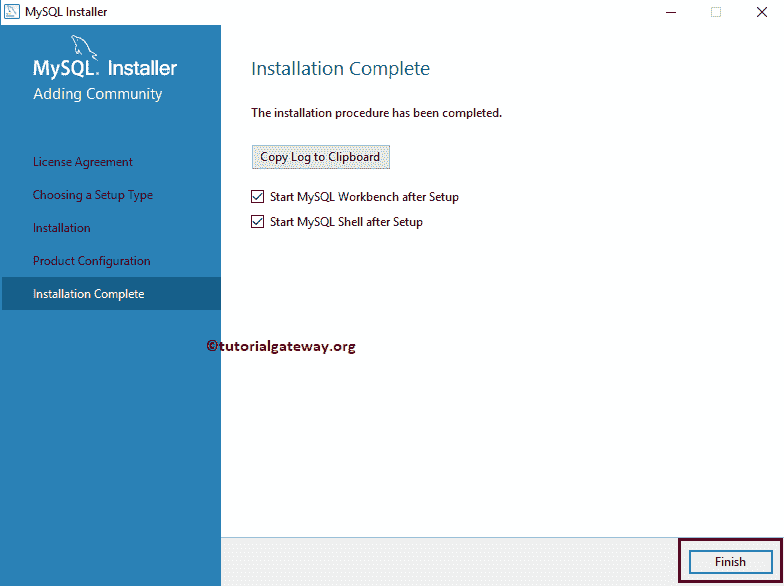 MySQL Installer
MySQL. Installer
Adding Community
License Agreement
Choosing a Setup Type
Installation
Product Configuration
Installation Complete
Installation Complete
The installation procedure has been completed.
Copy Log to Clipboard
Start MySQL Workbench after Setup
Start MySQL Shell after Setup
©tutorialgateway.org
Finish